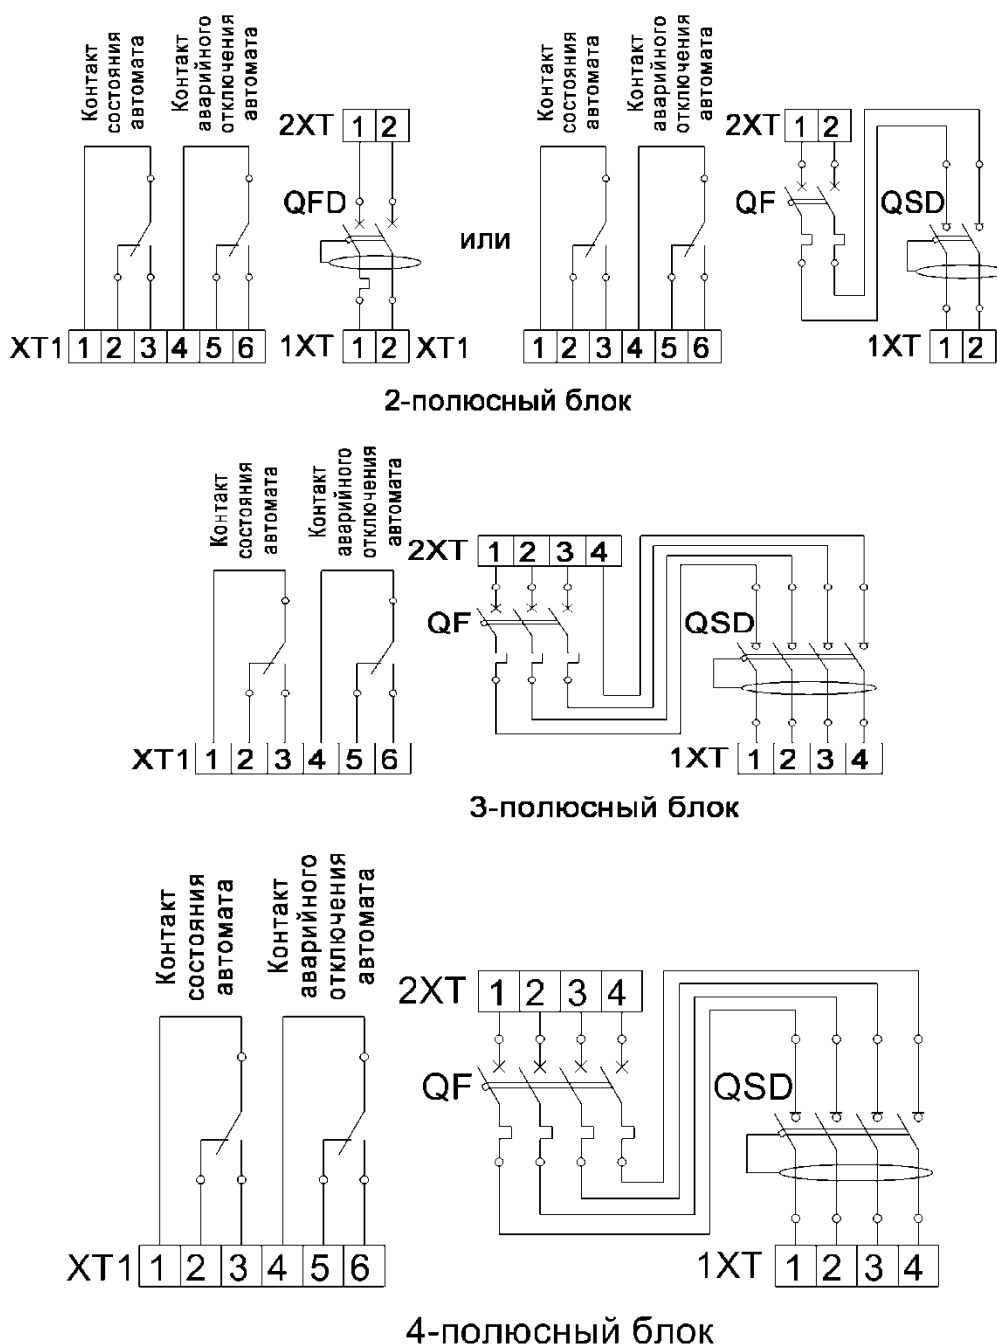 Контакт
состояния
автомата
Контакт
аварийного
отключения
автомата
2XT 1 2
QFD
XT1 1 2 3 4 5 6
1XT 1 2
или
Контакт
состояния
автомата
Контакт
аварийного
отключения
автомата
2XT 1 2
QF
QSD
XT1 1 2 3 4 5 6
1XT 1 2
2-полюсный блок
Контакт
состояния
автомата
Контакт
аварийного
отключения
автомата
2XT 1 2 3 4
QF
QSD
XT1 1 2 3 4 5 6
1XT 1 2 3 4
3-полюсный блок
Контакт
состояния
автомата
Контакт
аварийного
отключения
автомата
2XT 1 2 3 4
QF
QSD
XT1 1 2 3 4 5 6
1XT 1 2 3 4
4-полюсный блок